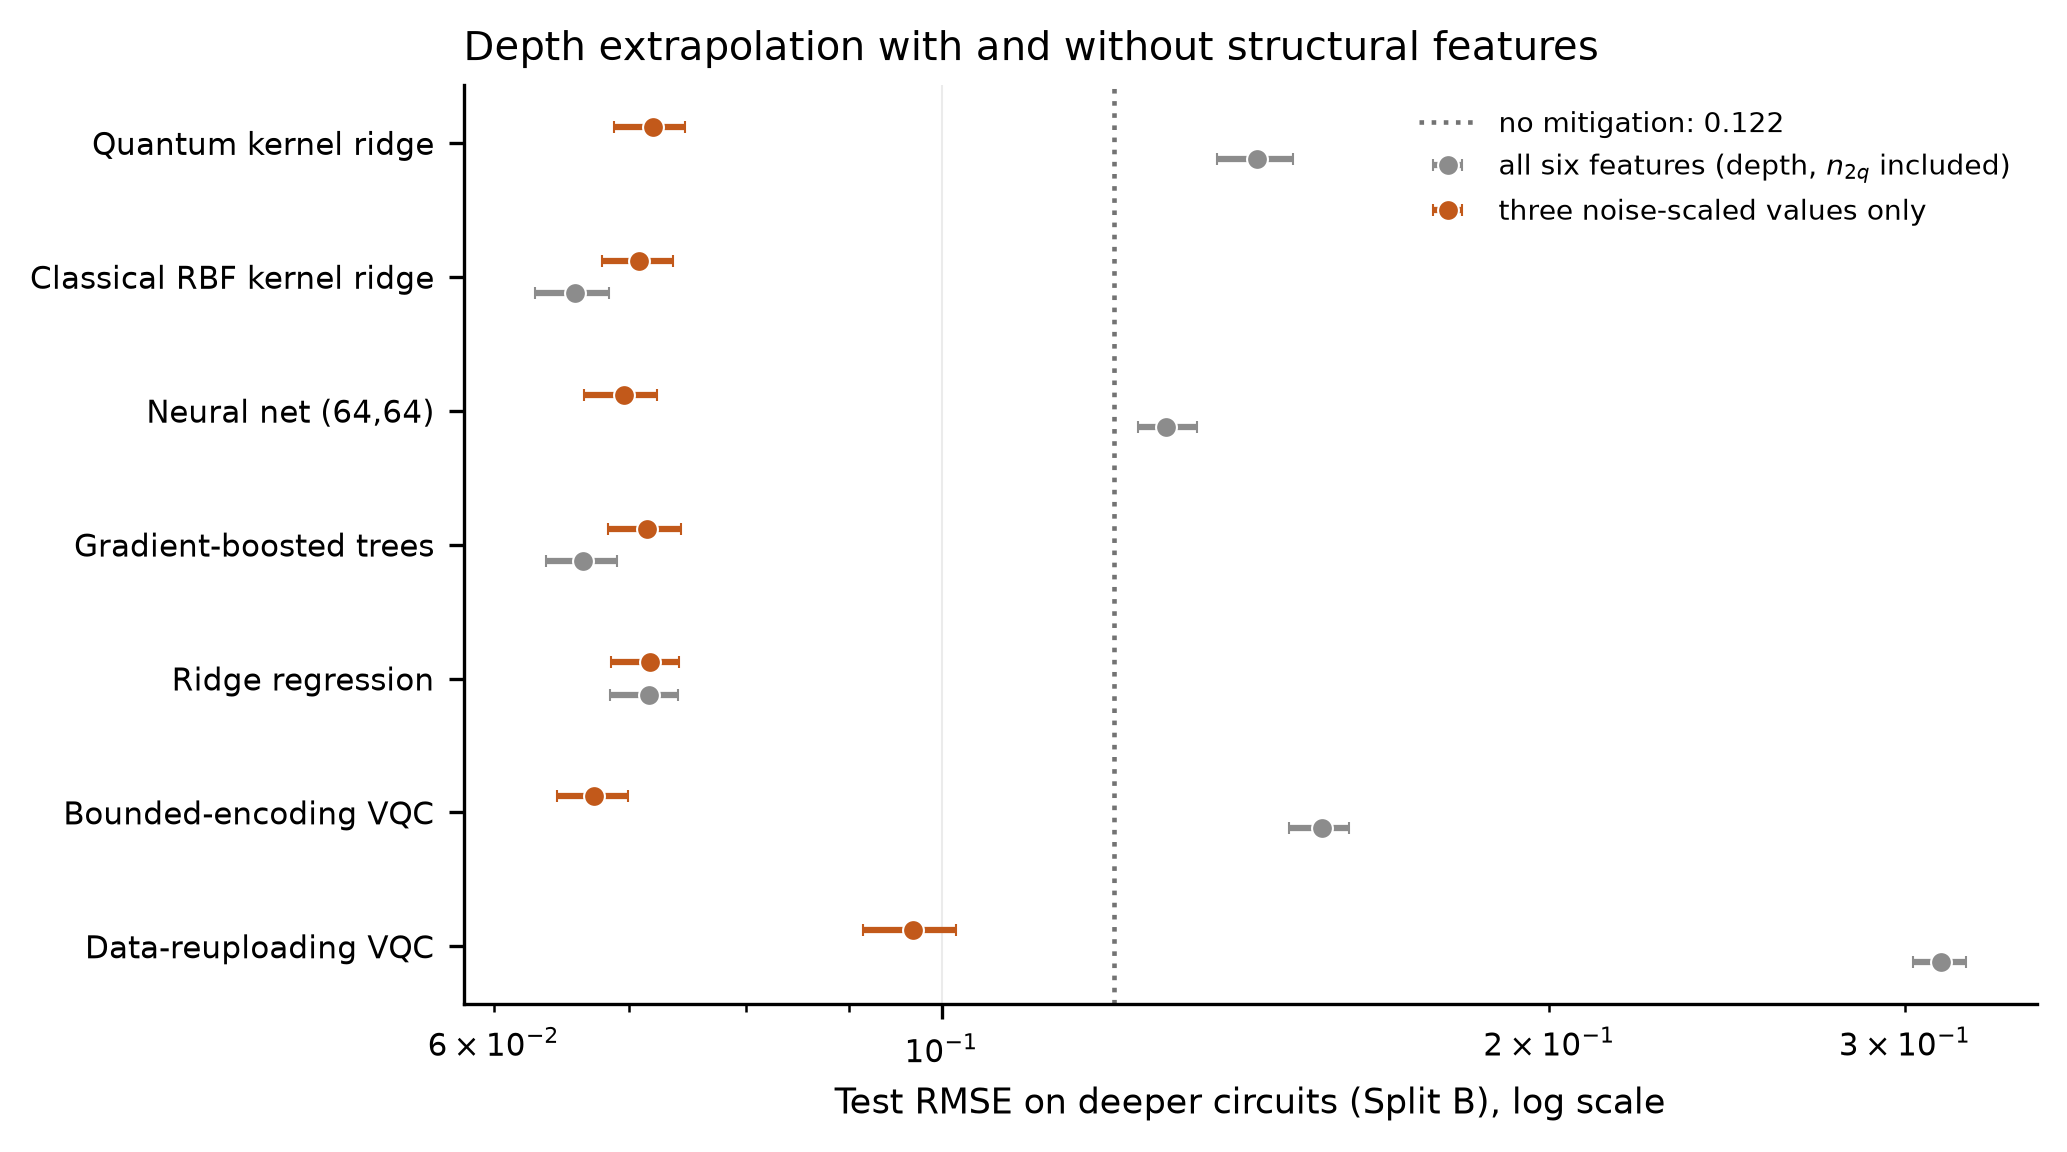 Depth extrapolation with and without structural features
no mitigation: 0.122
all six features (depth, n₂q included)
three noise-scaled values only
Quantum kernel ridge
Classical RBF kernel ridge
Neural net (64,64)
Gradient-boosted trees
Ridge regression
Bounded-encoding VQC
Data-reuploading VQC
6 × 10⁻² 10⁻¹ 2 × 10⁻¹ 3 × 10⁻¹
Test RMSE on deeper circuits (Split B), log scale